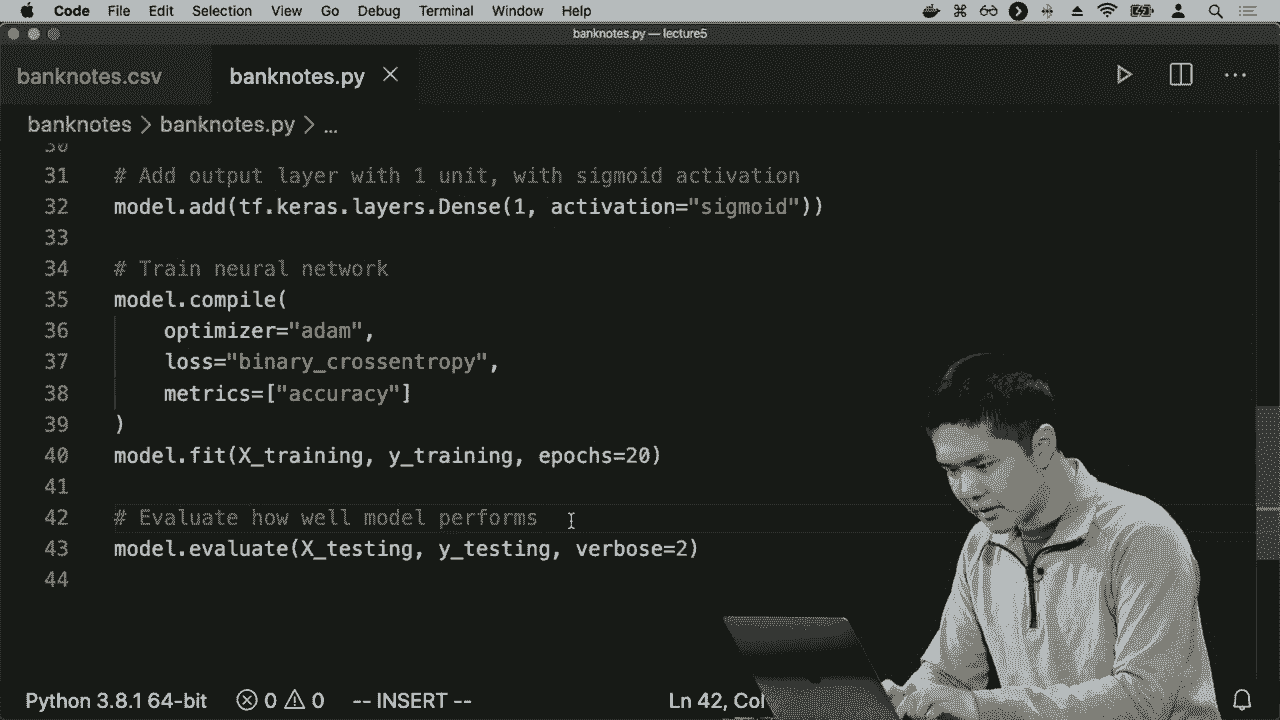 Code File Edit Selection View Go Debug Terminal Window Help
banknotes.py — lecture5
banknotes.csv banknotes.py
banknotes > banknotes.py > ...
30
31 # Add output layer with 1 unit, with sigmoid activation
32 model.add(tf.keras.layers.Dense(1, activation="sigmoid"))
33
34 # Train neural network
35 model.compile(
36 optimizer="adam",
37 loss="binary_crossentropy",
38 metrics=["accuracy"]
39 )
40 model.fit(X_training, y_training, epochs=20)
41
42 # Evaluate how well model performs
43 model.evaluate(X_testing, y_testing, verbose=2)
44
Python 3.8.1 64-bit 0 0 -- INSERT -- Ln 42, Col